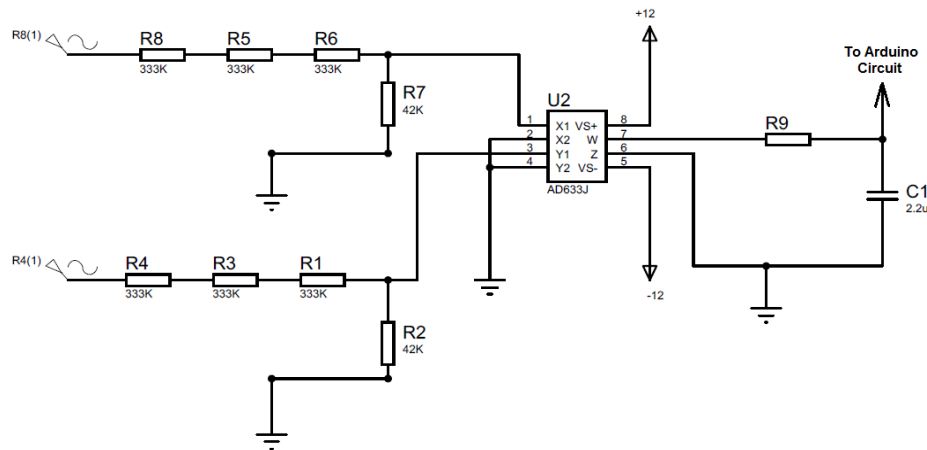 R8(1)
R8
333K
R5
333K
R6
333K
R7
42K
+12
To Arduino
Circuit
U2
1
2
3
4
X1
X2
Y1
Y2
VS+
W
Z
VS-
8
7
6
5
AD633J
R9
C1
2.2u
-12
R4(1)
R4
333K
R3
333K
R1
333K
R2
42K